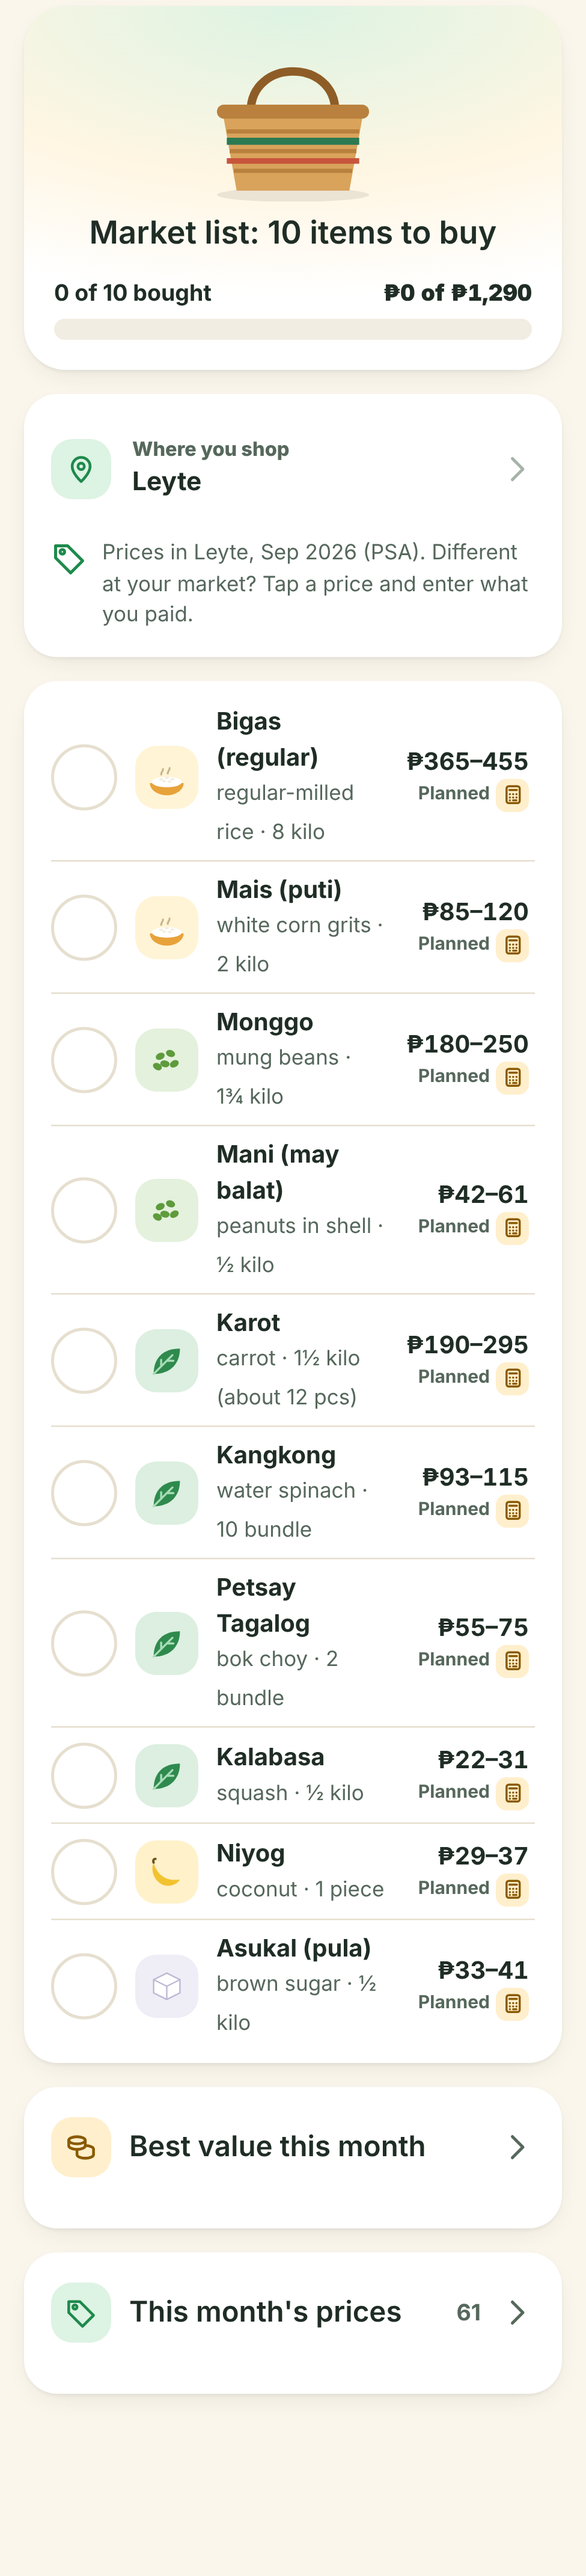 Market list: 10 items to buy
0 of 10 bought
₱0 of ₱1,290
Where you shop
Leyte
Prices in Leyte, Sep 2026 (PSA). Different
at your market? Tap a price and enter what
you paid.
Bigas
(regular)
regular-milled
rice · 8 kilo
₱365–455
Planned
Mais (puti)
white corn grits ·
2 kilo
₱85–120
Planned
Monggo
mung beans ·
1¾ kilo
₱180–250
Planned
Mani (may
balat)
peanuts in shell ·
½ kilo
₱42–61
Planned
Karot
carrot · 1½ kilo
(about 12 pcs)
₱190–295
Planned
Kangkong
water spinach ·
10 bundle
₱93–115
Planned
Petsay
Tagalog
bok choy · 2
bundle
₱55–75
Planned
Kalabasa
squash · ½ kilo
₱22–31
Planned
Niyog
coconut · 1 piece
₱29–37
Planned
Asukal (pula)
brown sugar · ½
kilo
₱33–41
Planned
Best value this month
This month's prices
61